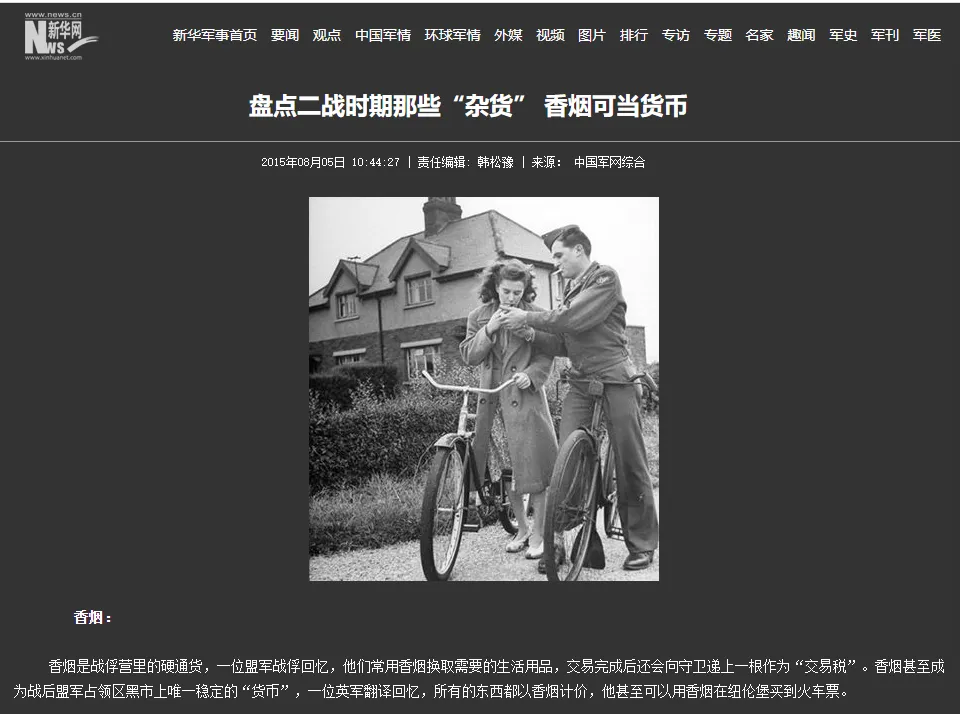 www.news.cn
新华网
NEWS
www.xinhuanet.com
新华军事首页 要闻 观点 中国军情 环球军情 外媒 视频 图片 排行 专访 专题 名家 趣闻 军史 军刊 军医
盘点二战时期那些“杂货” 香烟可当货币
2015年08月05日 10:44:27 | 责任编辑: 韩松豫 | 来源: 中国军网综合
香烟：
香烟是战俘营里的硬通货，一位盟军战俘回忆，他们常用香烟换取需要的生活用品，交易完成后还会向守卫递上一根作为“交易税”。香烟甚至成
为战后盟军占领区黑市上唯一稳定的“货币”，一位英军翻译回忆，所有的东西都以香烟计价，他甚至可以用香烟在纽伦堡买到火车票。